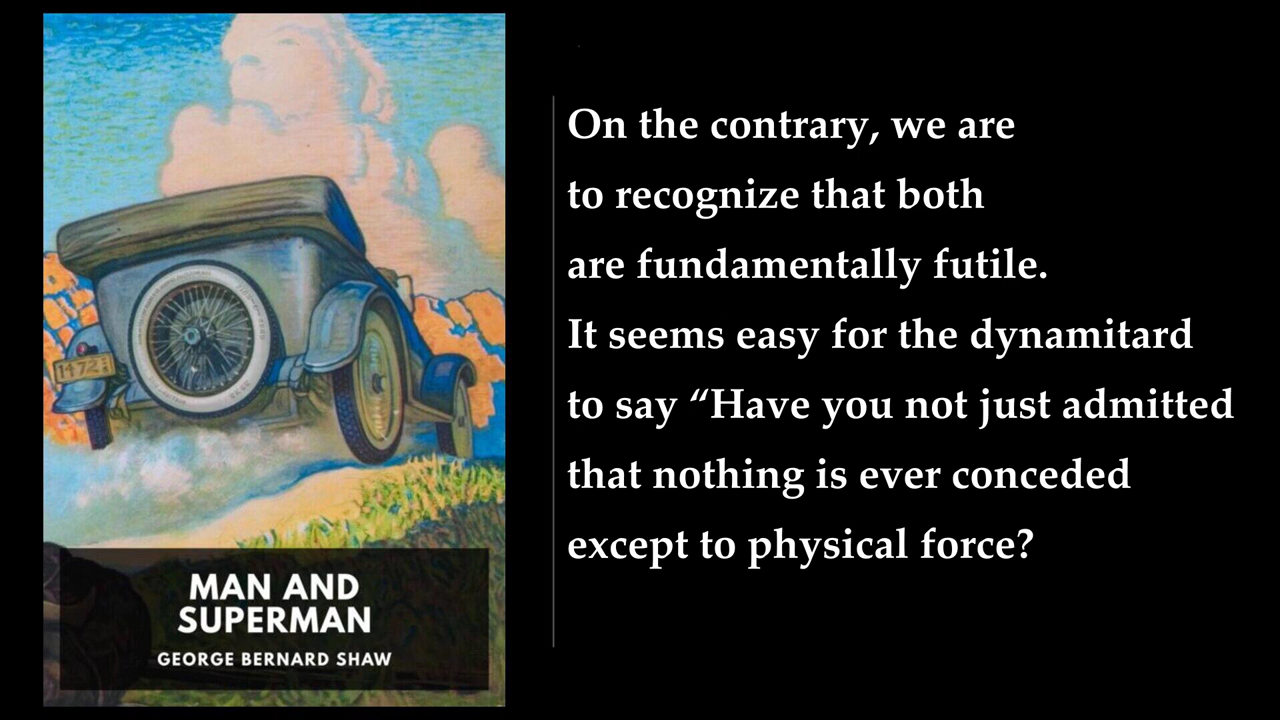 On the contrary, we are
to recognize that both
are fundamentally futile.
It seems easy for the dynamitard
to say “Have you not just admitted
that nothing is ever conceded
except to physical force?
1472
MAN AND
SUPERMAN
GEORGE BERNARD SHAW